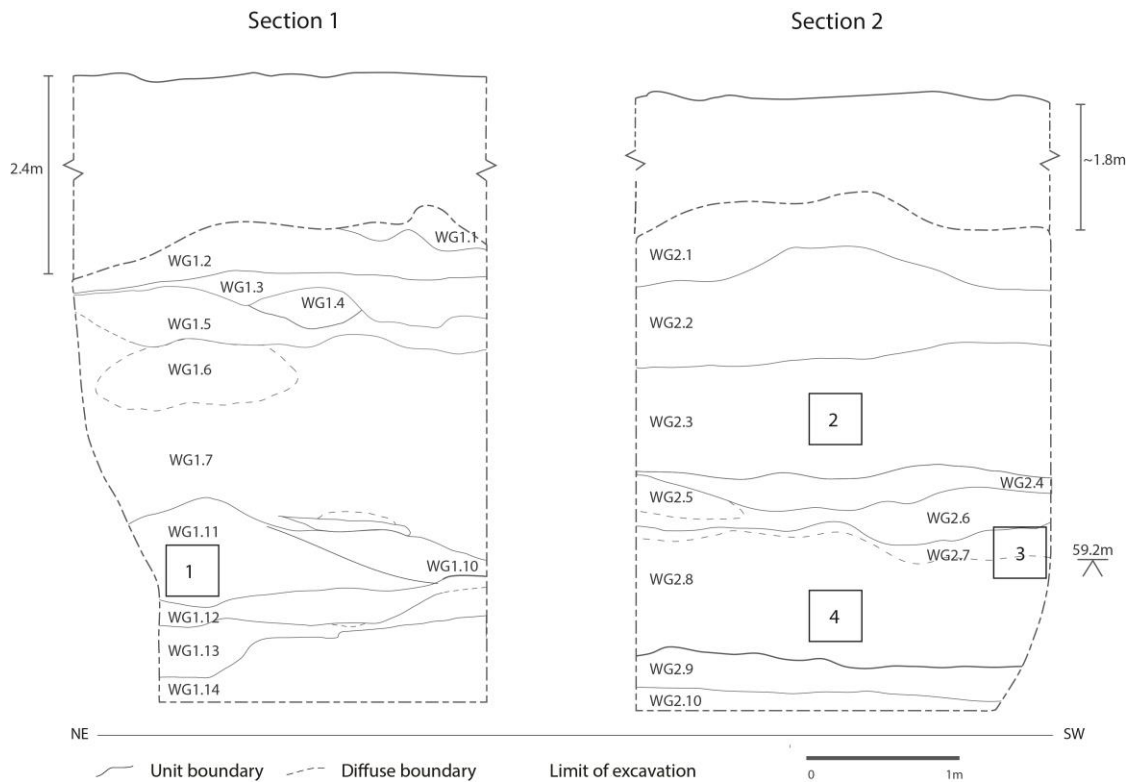 Section 1
Section 2
2.4m
~1.8m
WG1.1
WG1.2
WG1.3
WG1.4
WG1.5
WG1.6
WG1.7
WG1.11
1
WG1.10
WG1.12
WG1.13
WG1.14
WG2.1
WG2.2
WG2.3
2
WG2.4
WG2.5
WG2.6
WG2.7
3
59.2m
WG2.8
4
WG2.9
WG2.10
NE
SW
Unit boundary Diffuse boundary Limit of excavation
0 1m